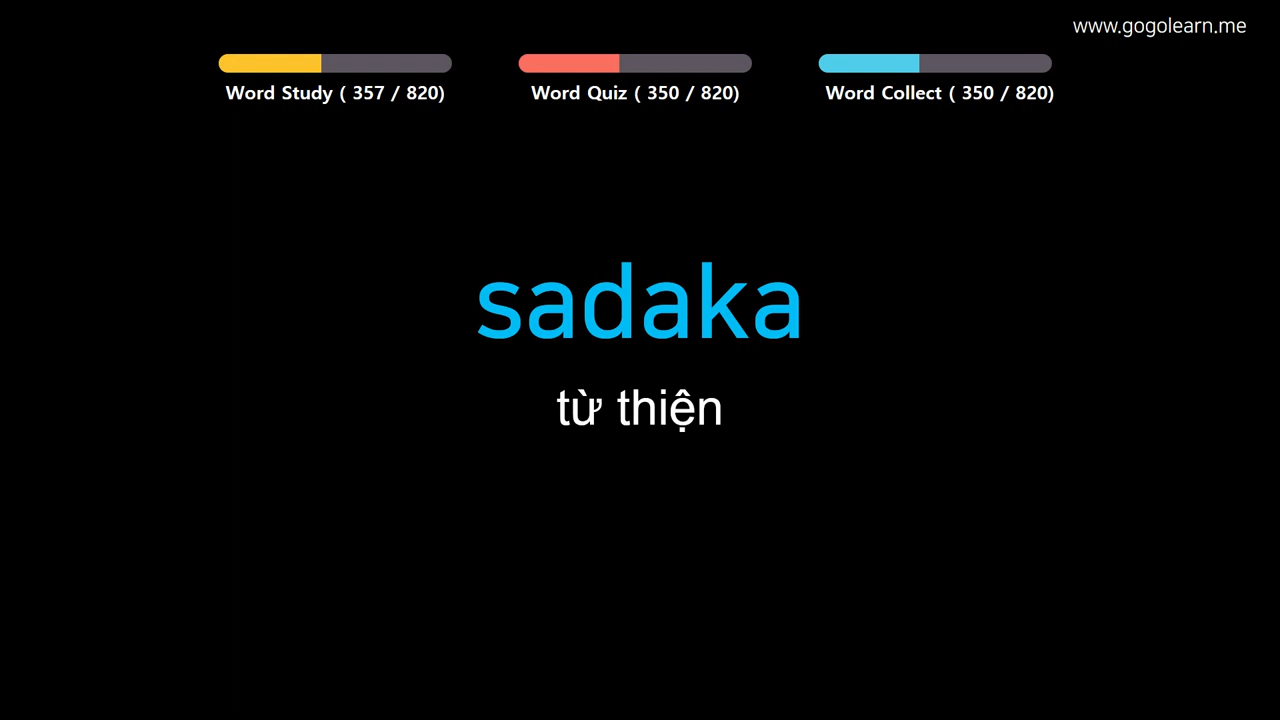 www.gogolearn.me
Word Study ( 357 / 820)
Word Quiz ( 350 / 820)
Word Collect ( 350 / 820)
sadaka
từ thiện